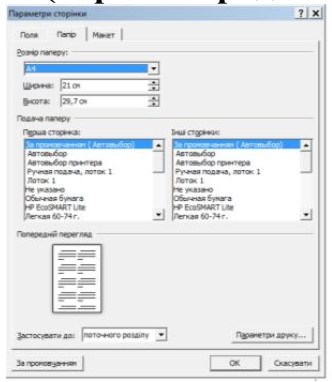 Параметри сторінки
Поля Папір Макет
Розмір паперу:
A4
Ширина: 21 см
Висота: 29,7 см
Подача паперу
Перша сторінка:
За промовчанням (Автовыбор)
Автовыбор
Автовыбор принтера
Ручная подача, лоток 1
Лоток 1
Не указано
Обычная бумага
HP EcoSMART Lite
Легкая 60-74 г.
Інші сторінки:
За промовчанням (Автовыбор)
Автовыбор
Автовыбор принтера
Ручная подача, лоток 1
Лоток 1
Не указано
Обычная бумага
HP EcoSMART Lite
Легкая 60-74 г.
Попередній перегляд
Застосувати до: поточного розділу
Параметри друку...
За промовчанням
ОК Скасувати